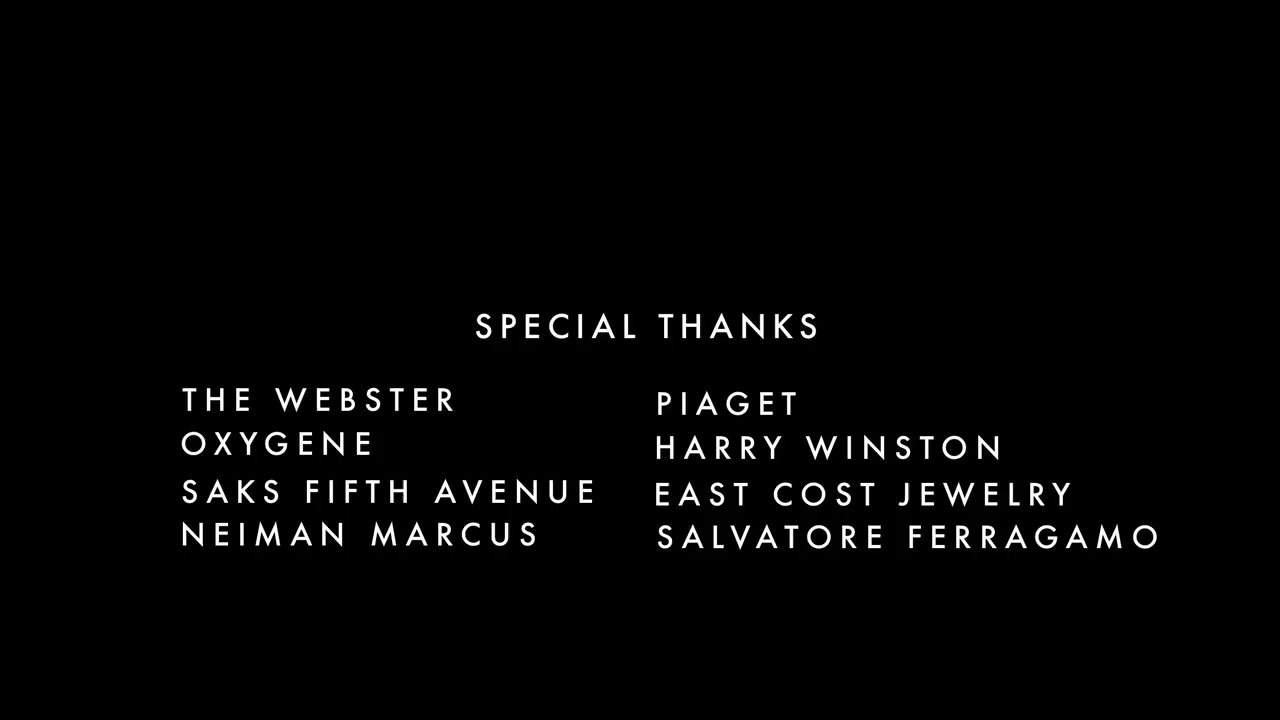 SPECIAL THANKS
THE WEBSTER
OXYGENE
SAKS FIFTH AVENUE
NEIMAN MARCUS
PIAGET
HARRY WINSTON
EAST COST JEWELRY
SALVATORE FERRAGAMO